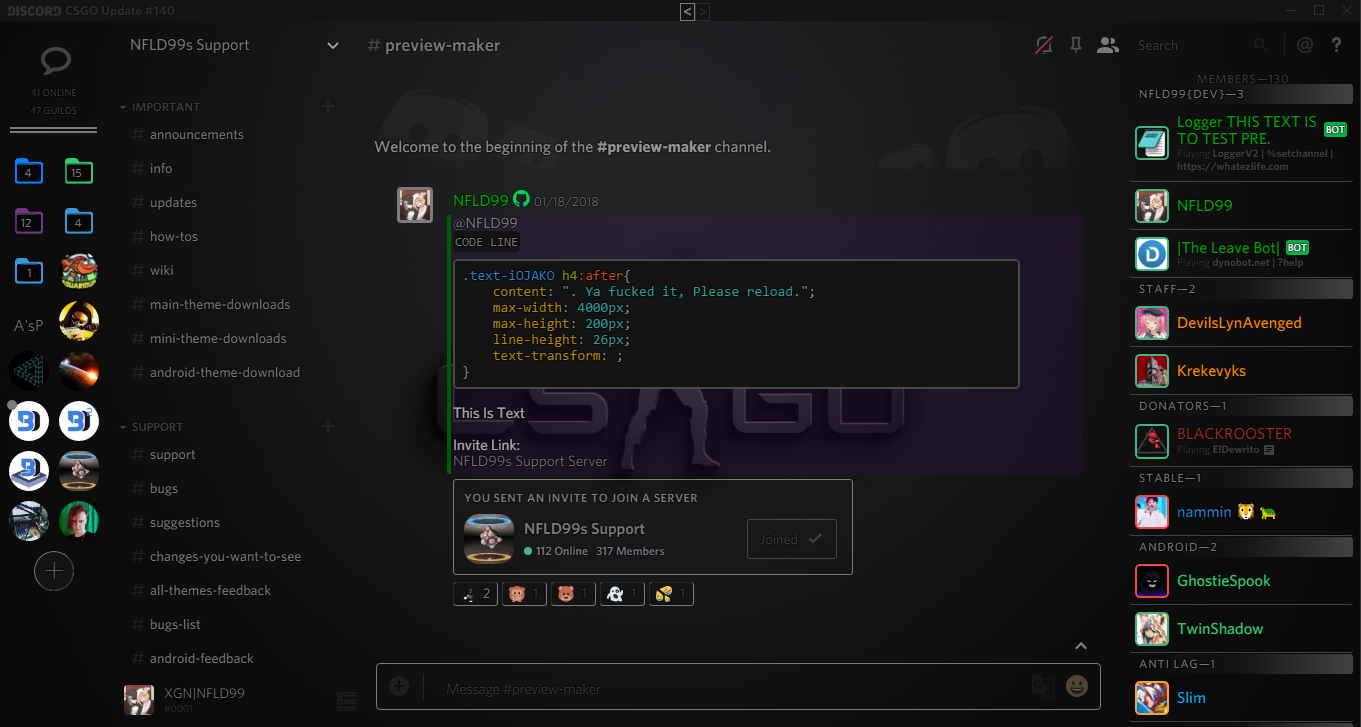 DISCORD CSGO Update #140
< >
NFLD99s Support
# preview-maker
Search
@ ?
41 ONLINE
47 GUILDS
4
15
12
4
1
A'sP
IMPORTANT
# announcements
# info
# updates
# how-tos
# wiki
# main-theme-downloads
# mini-theme-downloads
# android-theme-download
SUPPORT
# support
# bugs
# suggestions
# changes-you-want-to-see
# all-themes-feedback
# bugs-list
# android-feedback
XGN|NFLD99
#0001
Welcome to the beginning of the #preview-maker channel.
NFLD99 01/18/2018
@NFLD99
CODE LINE
.text-iOJAKO h4:after{
content: ". Ya fucked it, Please reload.";
max-width: 4000px;
max-height: 200px;
line-height: 26px;
text-transform: ;
}
CS GO
This Is Text
Invite Link:
NFLD99s Support Server
YOU SENT AN INVITE TO JOIN A SERVER
NFLD99s Support
112 Online 317 Members
Joined
2 1 1 1 1
Message #preview-maker
MEMBERS—130
NFLD99{DEV}—3
Logger THIS TEXT IS
TO TEST PRE. BOT
Playing LoggerV2 | %setchannel |
https://whatezlife.com
NFLD99
|The Leave Bot| BOT
Playing dynobot.net | ?help
STAFF—2
DevilsLynAvenged
Krekevyks
DONATORS—1
BLACKROOSTER
Playing ElDewrito
STABLE—1
nammin
ANDROID—2
GhostieSpook
TwinShadow
ANTI LAG—1
Slim